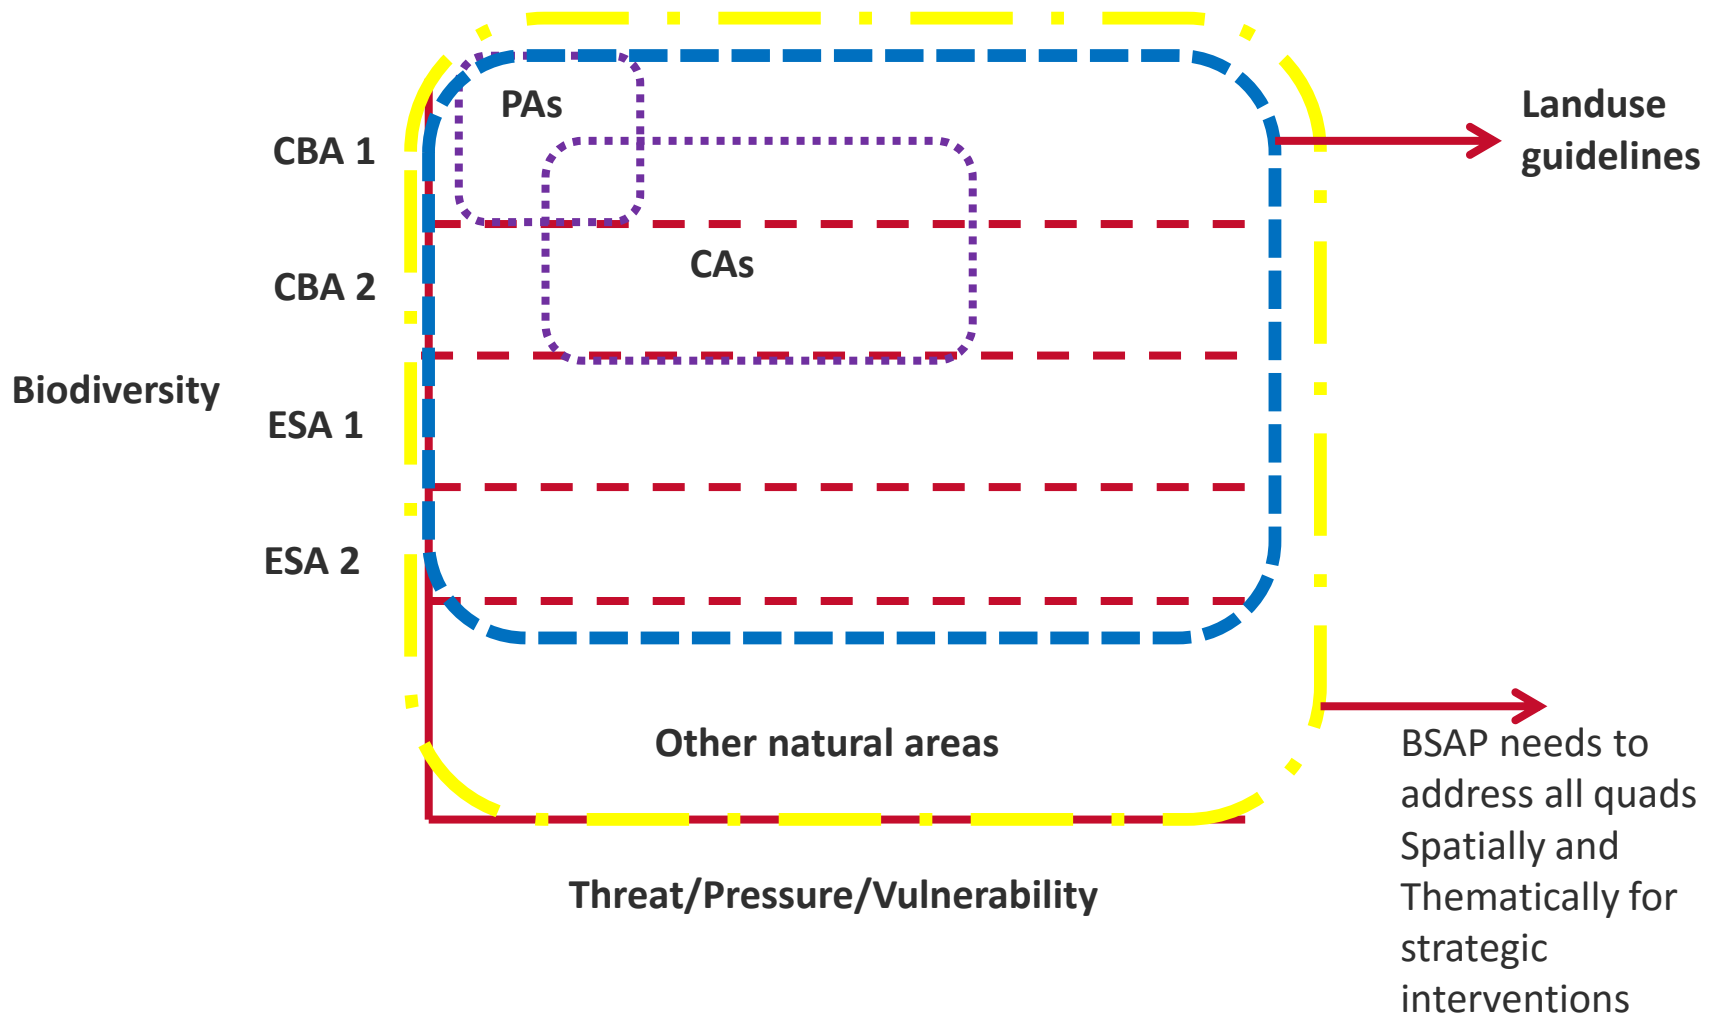 PAs
Landuse
guidelines
CBA 1
CAs
CBA 2
Biodiversity
ESA 1
ESA 2
Other natural areas
BSAP needs to
address all quads
Spatially and
Thematically for
strategic
interventions
Threat/Pressure/Vulnerability